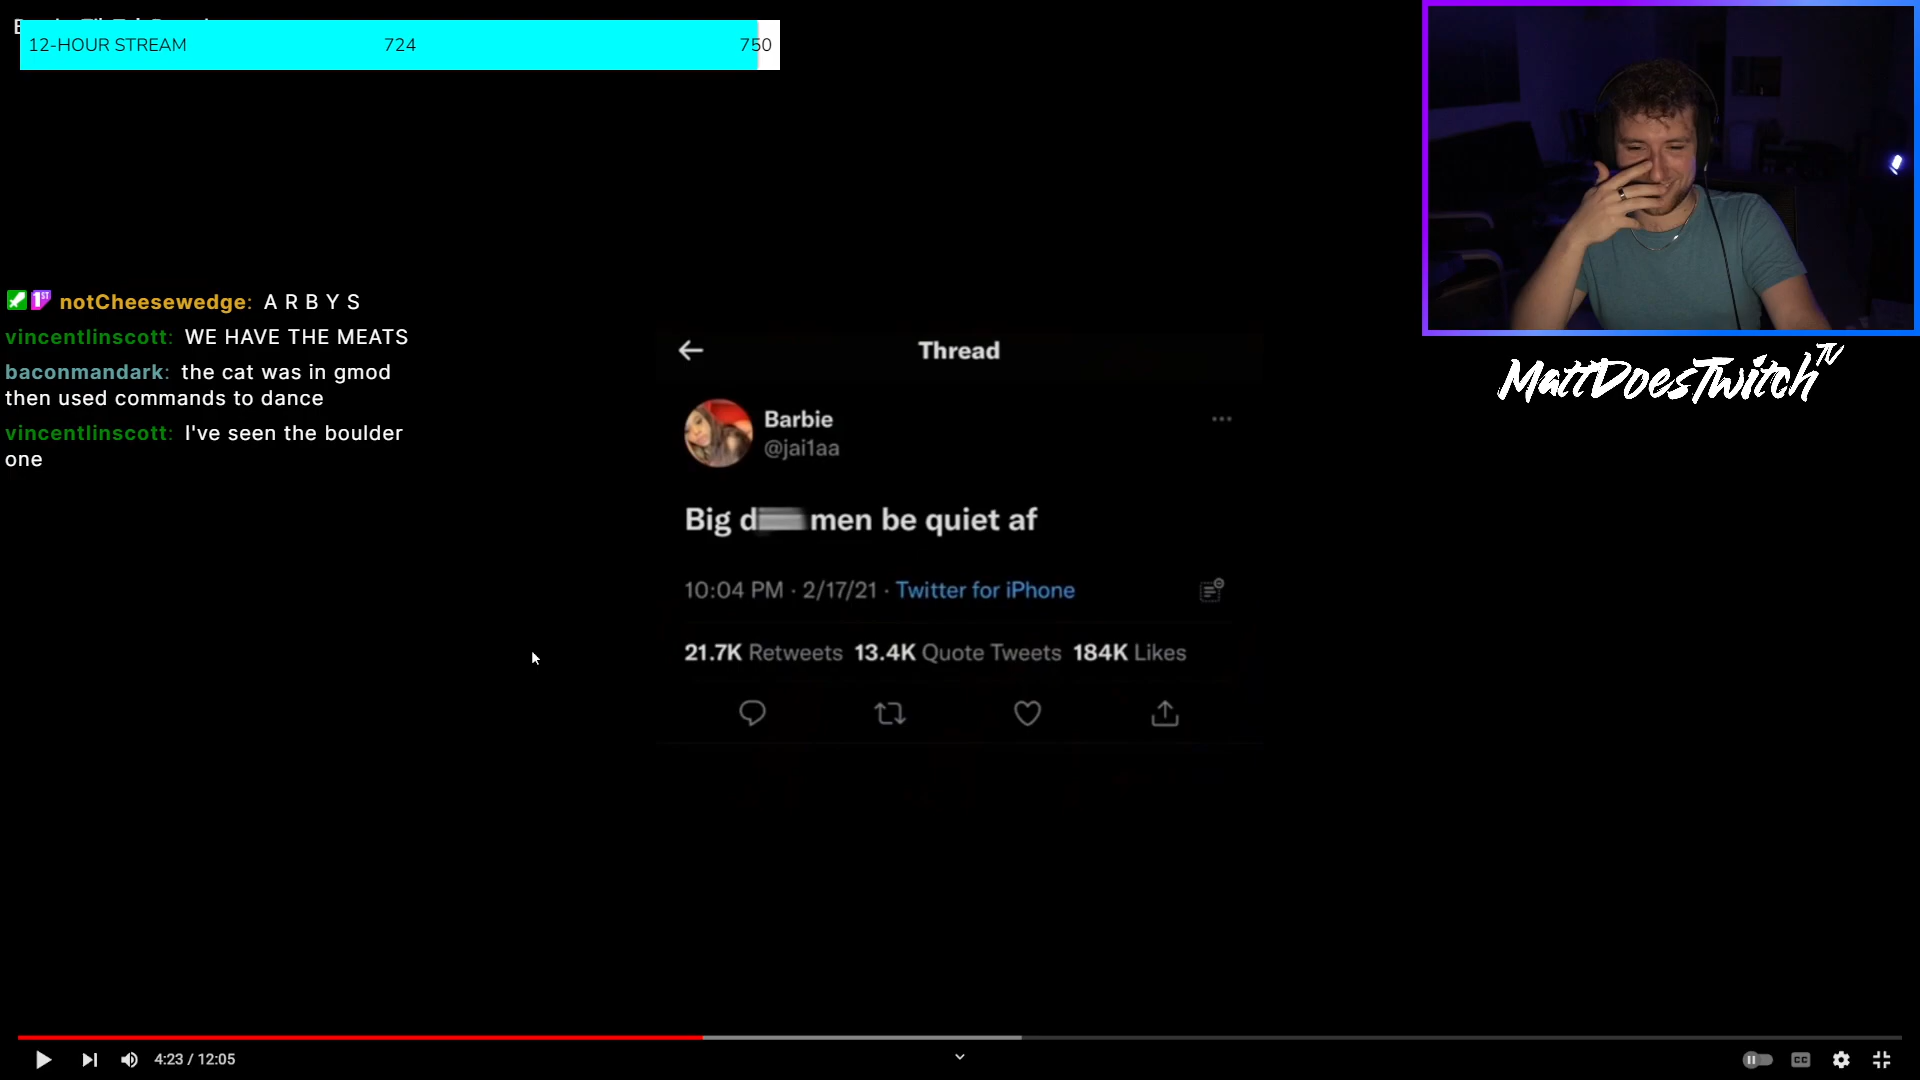 12-HOUR STREAM 724 750
notCheesewedge: A R B Y S
vincentlinscott: WE HAVE THE MEATS
baconmandark: the cat was in gmod
then used commands to dance
vincentlinscott: I've seen the boulder
one
MattDoesTwitchTV
Thread
Barbie
@jai1aa
Big d men be quiet af
10:04 PM · 2/17/21 · Twitter for iPhone
21.7K Retweets 13.4K Quote Tweets 184K Likes
4:23 / 12:05
CC